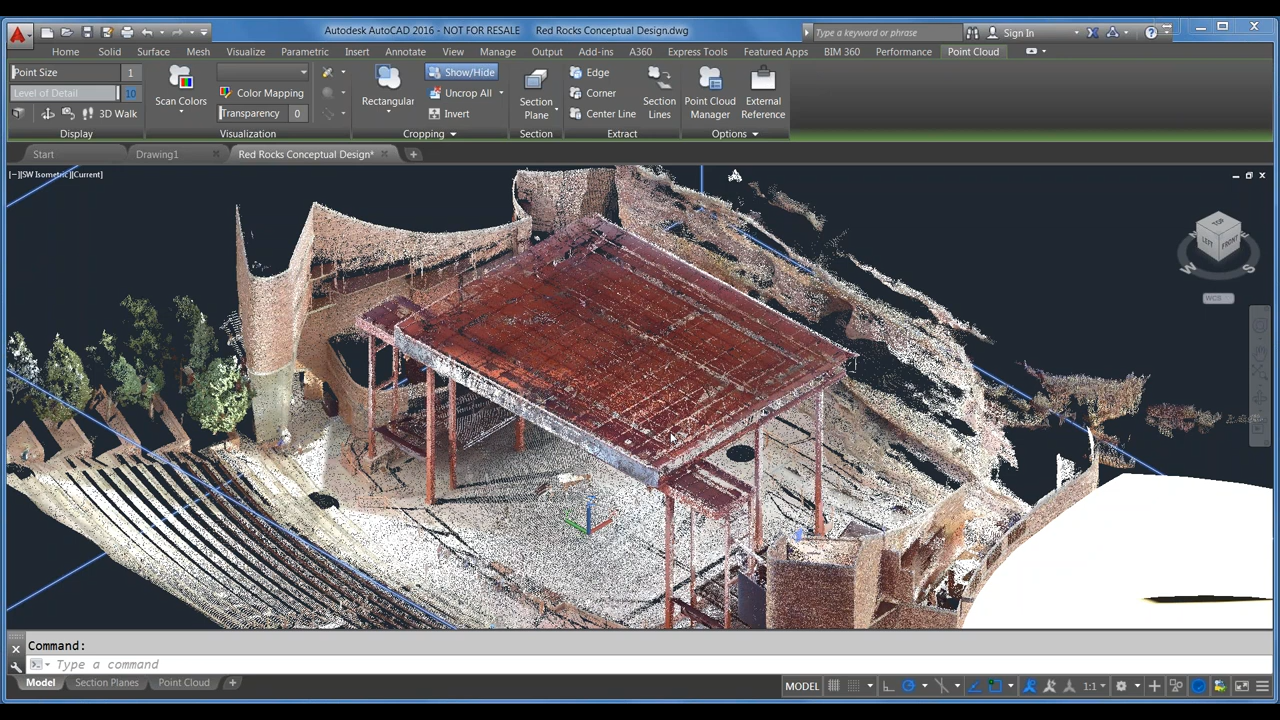 Autodesk AutoCAD 2016 - NOT FOR RESALE Red Rocks Conceptual Design.dwg
Type a keyword or phrase
Sign In
Home Solid Surface Mesh Visualize Parametric Insert Annotate View Manage Output Add-ins A360 Express Tools Featured Apps BIM 360 Performance Point Cloud
Point Size 1
Level of Detail 10
3D Walk
Display
Scan Colors
Color Mapping
Transparency 0
Visualization
Rectangular
Show/Hide
Uncrop All
Invert
Cropping
Section Plane
Section
Edge
Corner
Center Line
Section Lines
Extract
Point Cloud Manager
External Reference
Options
Start Drawing1 Red Rocks Conceptual Design*
[−][SW Isometric][Current]
TOP
LEFT FRONT
W S
WCS
Command:
Type a command
Model Section Planes Point Cloud
MODEL 1:1